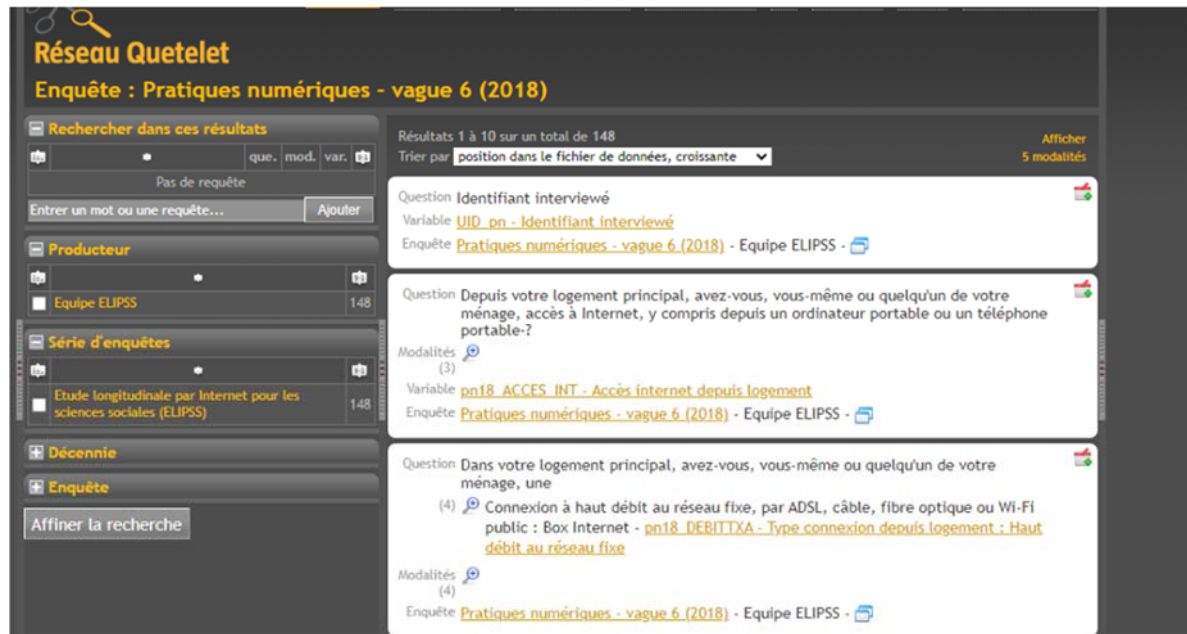 Réseau Quetelet
Enquête : Pratiques numériques - vague 6 (2018)
Rechercher dans ces résultats
que. mod. var.
Pas de requête
Entrer un mot ou une requête... Ajouter
Producteur
Equipe ELIPSS 148
Série d'enquêtes
Etude longitudinale par Internet pour les
sciences sociales (ELIPSS) 148
Décennie
Enquête
Affiner la recherche
Résultats 1 à 10 sur un total de 148
Trier par position dans le fichier de données, croissante
Afficher
5 modalités
Question Identifiant interviewé
Variable UID_pn - Identifiant interviewé
Enquête Pratiques numériques - vague 6 (2018) - Equipe ELIPSS -
Question Depuis votre logement principal, avez-vous, vous-même ou quelqu'un de votre
ménage, accès à Internet, y compris depuis un ordinateur portable ou un téléphone
portable-?
Modalités
(3)
Variable pn18_ACCES_INT - Accès internet depuis logement
Enquête Pratiques numériques - vague 6 (2018) - Equipe ELIPSS -
Question Dans votre logement principal, avez-vous, vous-même ou quelqu'un de votre
ménage, une
(4) Connexion à haut débit au réseau fixe, par ADSL, câble, fibre optique ou Wi-Fi
public : Box Internet - pn18_DEBITTXA - Type connexion depuis logement : Haut
débit au réseau fixe
Modalités
(4)
Enquête Pratiques numériques - vague 6 (2018) - Equipe ELIPSS -